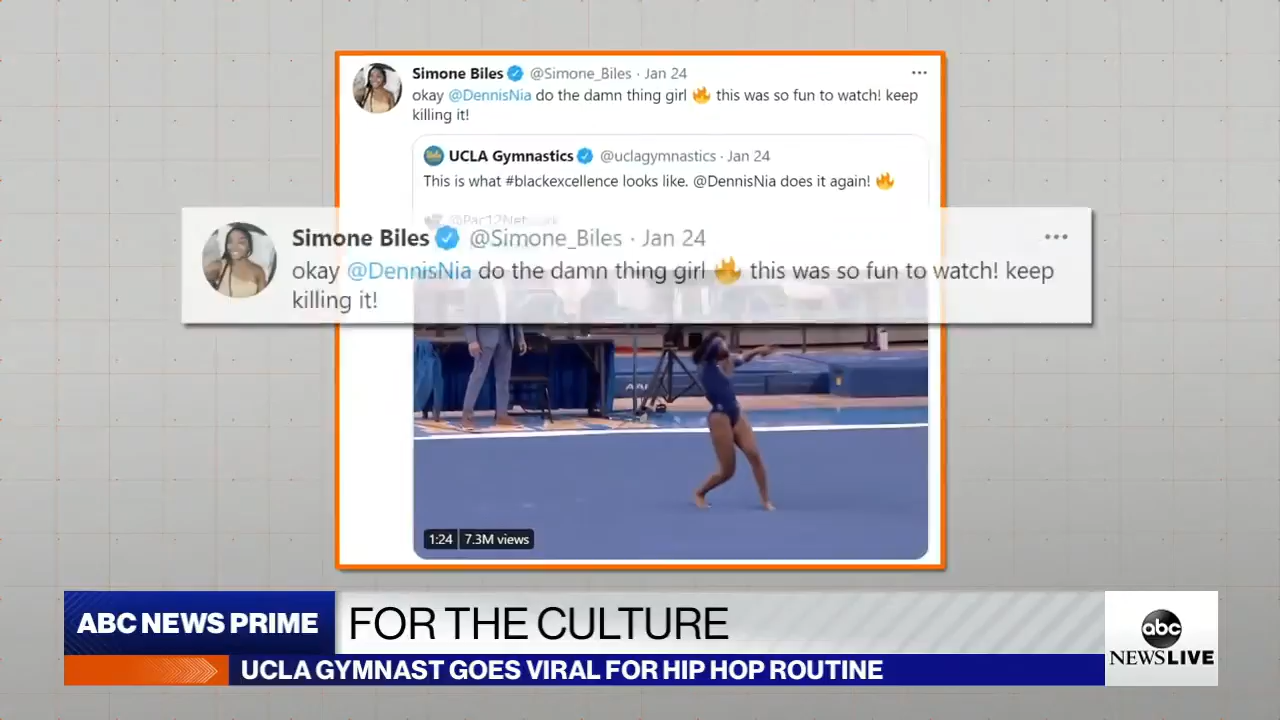 Simone Biles @Simone_Biles · Jan 24
okay @DennisNia do the damn thing girl 🔥 this was so fun to watch! keep
killing it!
UCLA Gymnastics @uclagymnastics · Jan 24
This is what #blackexcellence looks like. @DennisNia does it again! 🔥
@Pac12Network
Simone Biles @Simone_Biles · Jan 24
okay @DennisNia do the damn thing girl 🔥 this was so fun to watch! keep
killing it!
1:24 7.3M views
ABC NEWS PRIME
FOR THE CULTURE
UCLA GYMNAST GOES VIRAL FOR HIP HOP ROUTINE
abc
NEWSLIVE